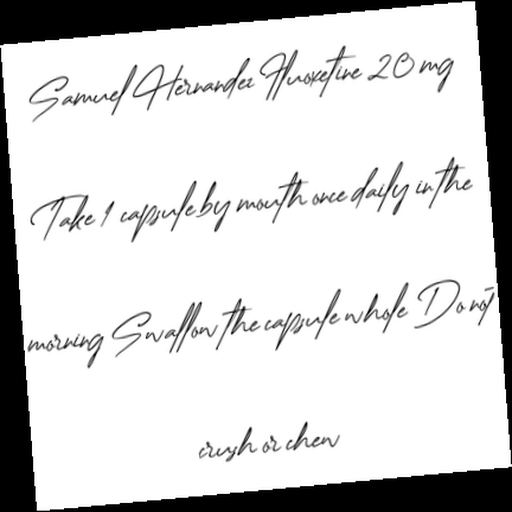 Samuel Hernandez Fluoxetine 20 mg
Take 1 capsule by mouth once daily in the
morning Swallow the capsule whole Do not
crush or chew